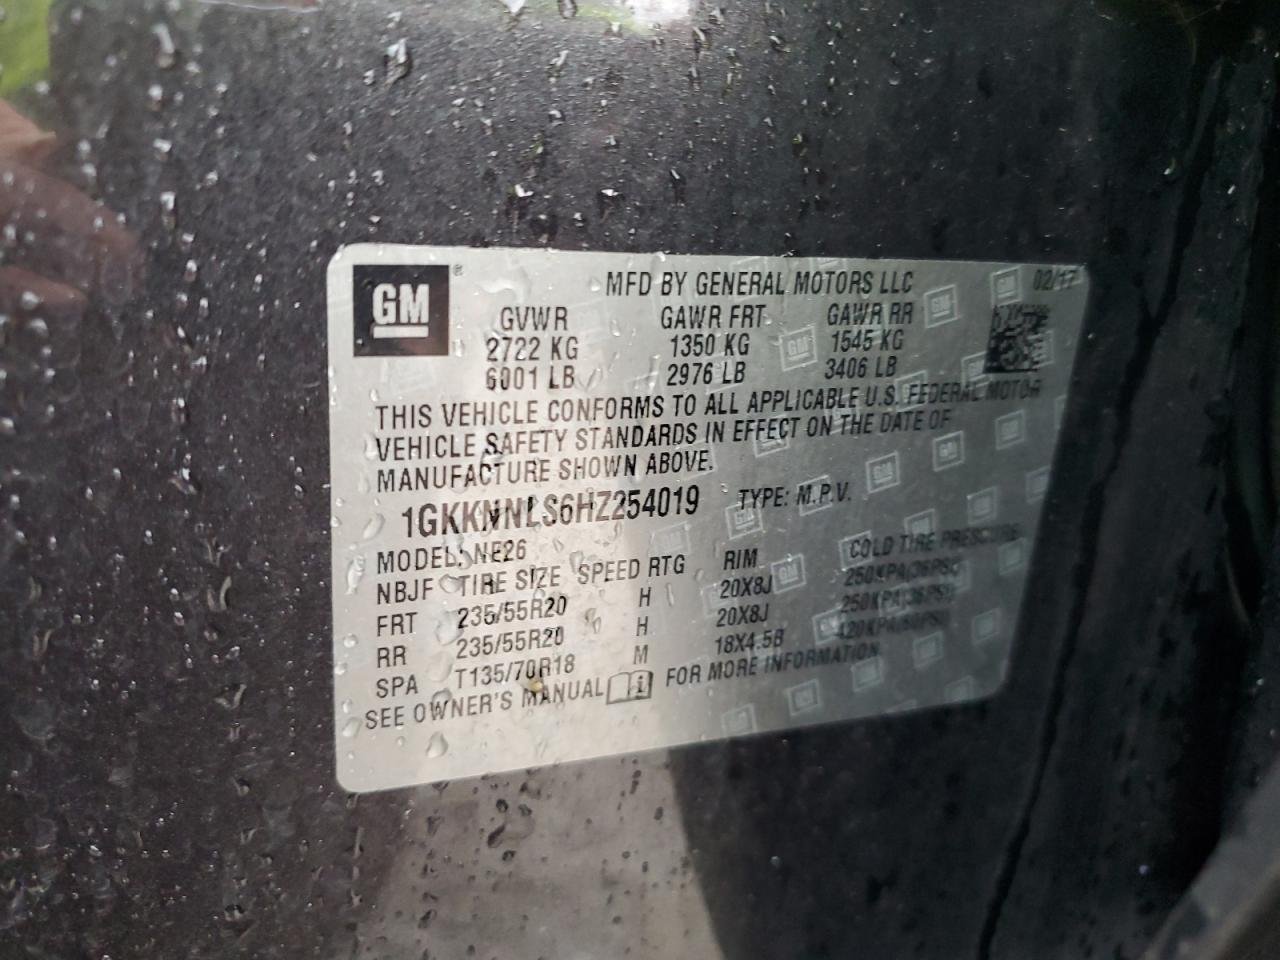 GM ®
MFD BY GENERAL MOTORS LLC 02/17
GVWR GAWR FRT GAWR RR
2722 KG 1350 KG 1545 KG
6001 LB 2976 LB 3406 LB
THIS VEHICLE CONFORMS TO ALL APPLICABLE U.S. FEDERAL MOTOR
VEHICLE SAFETY STANDARDS IN EFFECT ON THE DATE OF
MANUFACTURE SHOWN ABOVE.
1GKKNNLS6HZ254019 TYPE: M.P.V.
MODEL: NE26
NBJF TIRE SIZE SPEED RTG RIM COLD TIRE PRESSURE
FRT 235/55R20 H 20X8J 250KPA(36PSI)
RR 235/55R20 H 20X8J 250KPA(36PSI)
SPA T135/70R18 M 18X4.5B 420KPA(60PSI)
SEE OWNER'S MANUAL FOR MORE INFORMATION